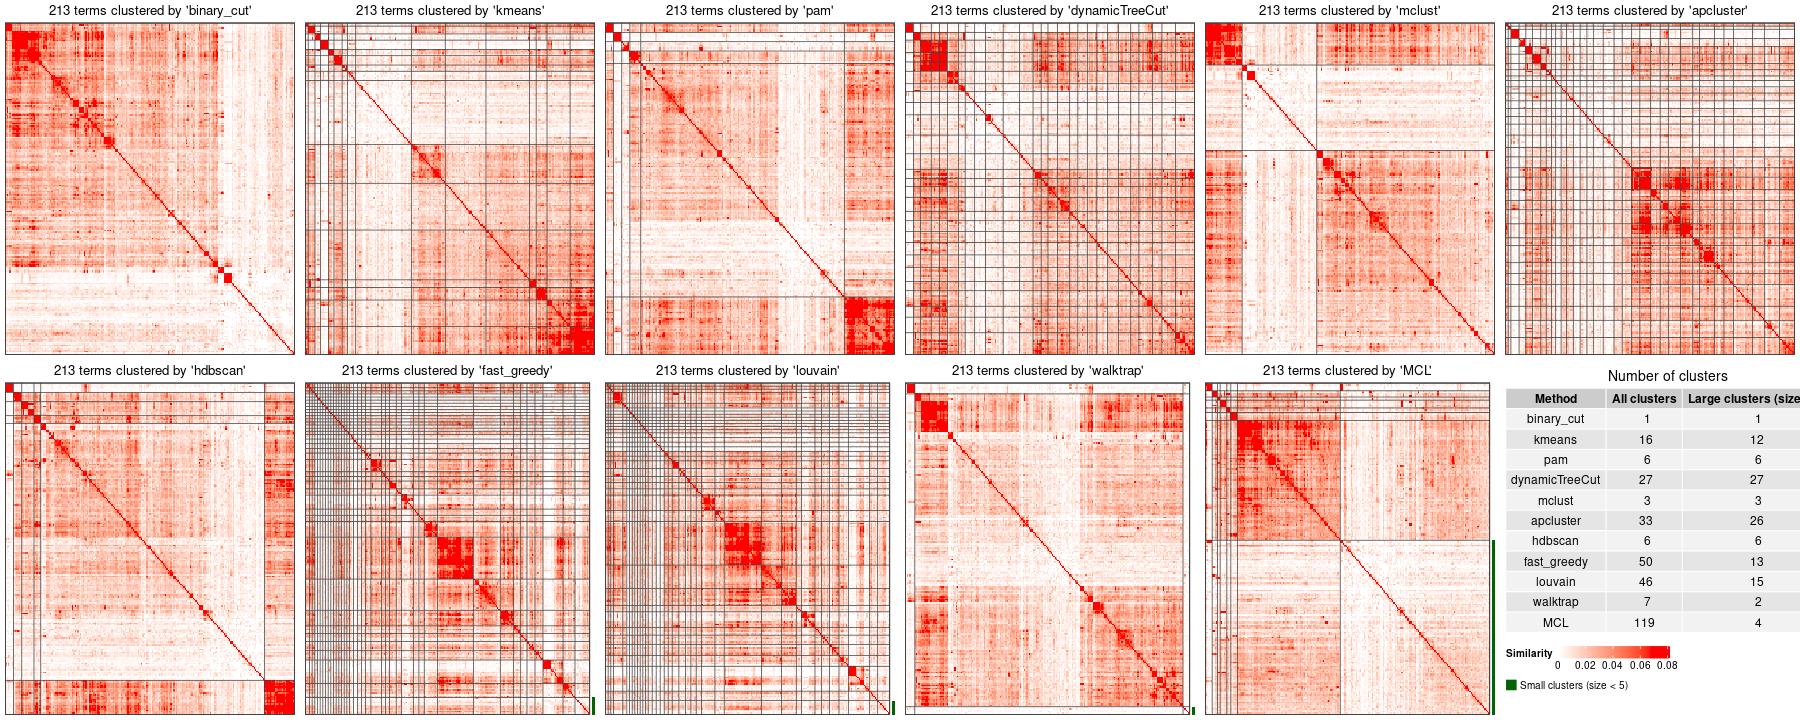 213 terms clustered by 'binary_cut'
213 terms clustered by 'kmeans'
213 terms clustered by 'pam'
213 terms clustered by 'dynamicTreeCut'
213 terms clustered by 'mclust'
213 terms clustered by 'apcluster'
213 terms clustered by 'hdbscan'
213 terms clustered by 'fast_greedy'
213 terms clustered by 'louvain'
213 terms clustered by 'walktrap'
213 terms clustered by 'MCL'
Number of clusters
Method All clusters Large clusters (size
binary_cut 1 1
kmeans 16 12
pam 6 6
dynamicTreeCut 27 27
mclust 3 3
apcluster 33 26
hdbscan 6 6
fast_greedy 50 13
louvain 46 15
walktrap 7 2
MCL 119 4
Similarity
0 0.02 0.04 0.06 0.08
Small clusters (size < 5)